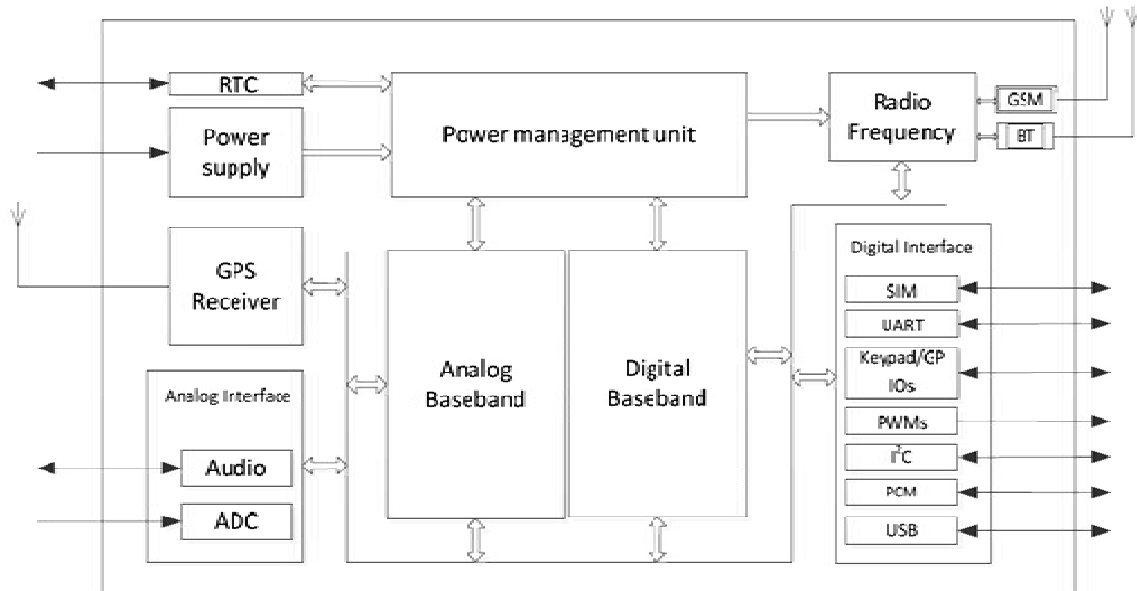 RTC
Power
supply
Power management unit
Radio
Frequency
GSM
BT
GPS
Receiver
Analog
Baseband
Digital
Baseband
Analog Interface
Audio
ADC
Digital Interface
SIM
UART
Keypad/GP
IOs
PWMs
I²C
PCM
USB